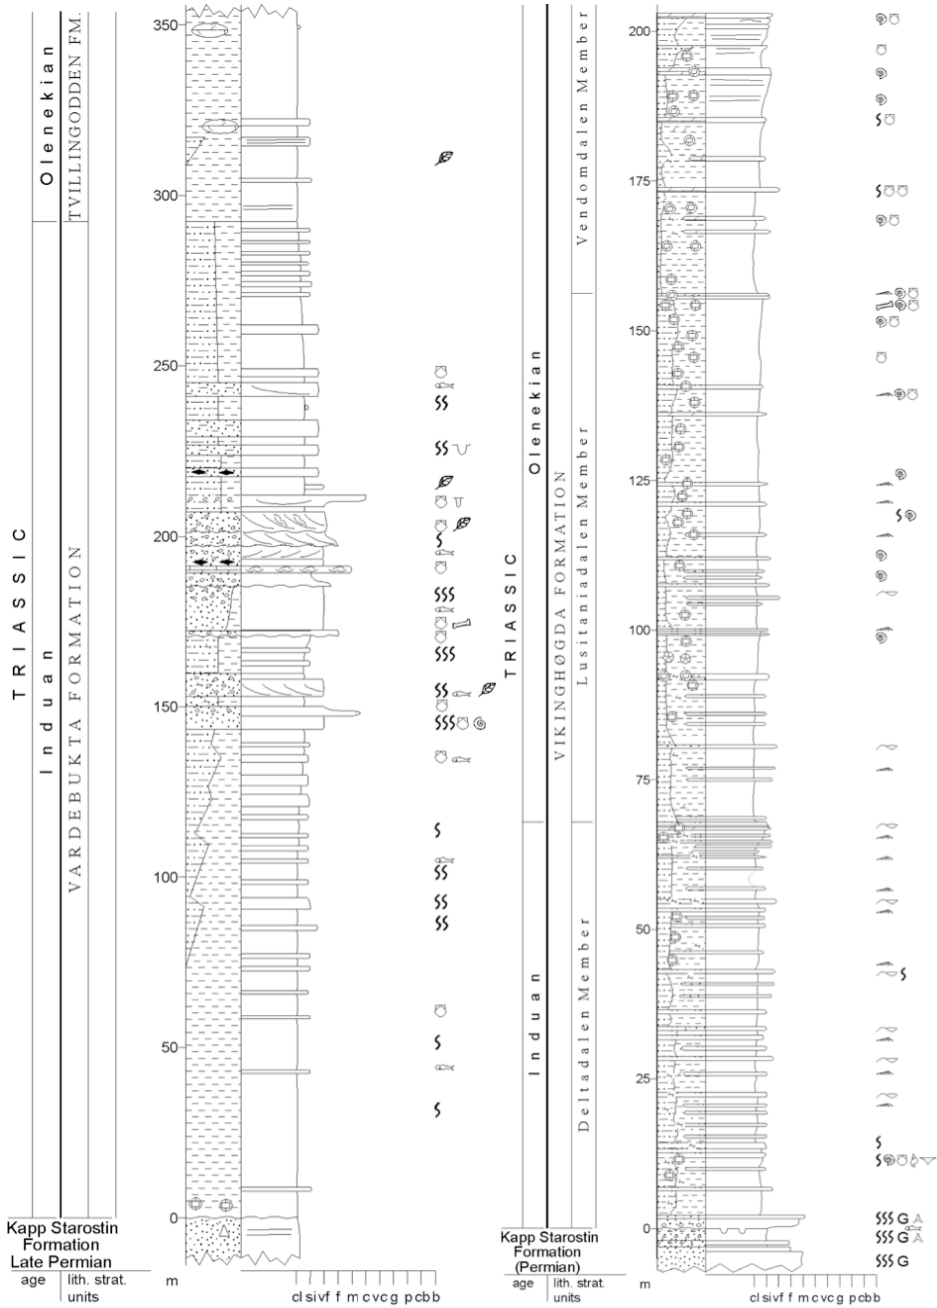 350
300
250
200
150
100
50
0
m
TRIASSIC
Olenekian
Induan
TVILLINGODDEN FM.
VARDEBUKTA FORMATION
Kapp Starostin
Formation
Late Permian
age
lith. strat.
units
cl si vf f m c vc g p cb b
200
175
150
125
100
75
50
25
0
m
TRIASSIC
Olenekian
Induan
VIKINGHØGDA FORMATION
Vendomdalen Member
Lusitaniadalen Member
Deltadalen Member
G
G
G
Kapp Starostin
Formation
(Permian)
age
lith. strat.
units
cl si vf f m c vc g p cb b